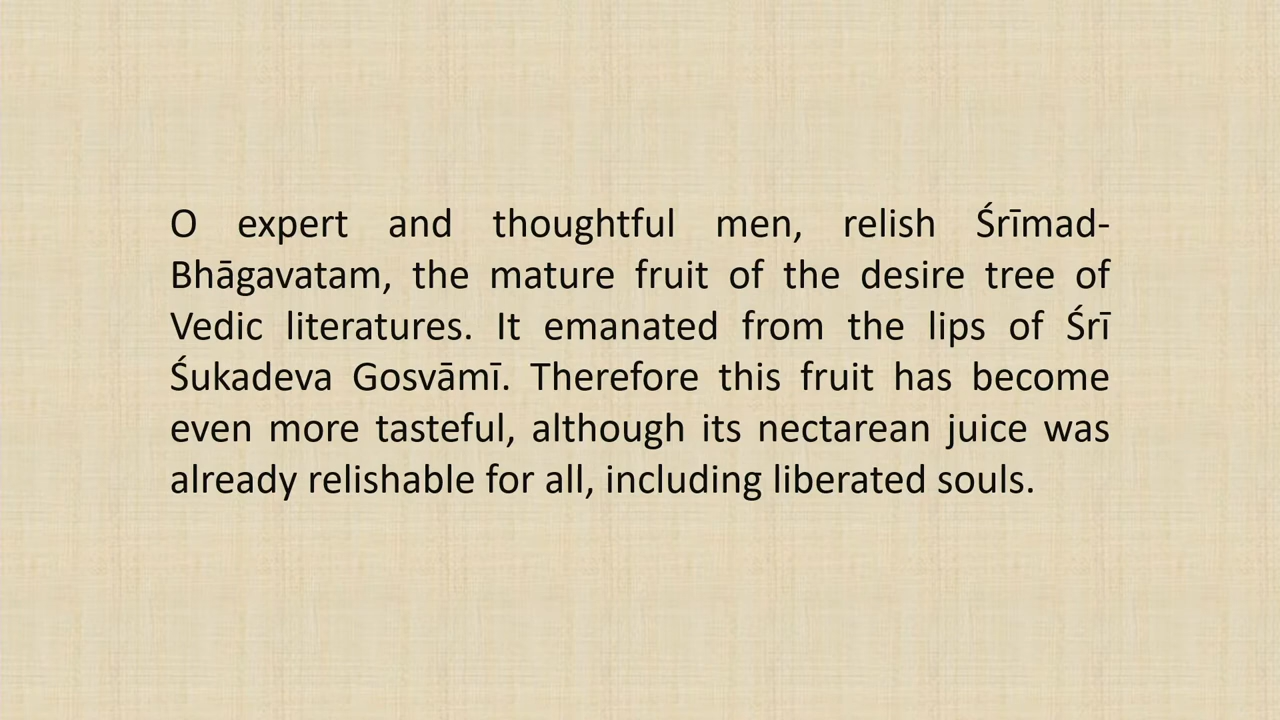 O expert and thoughtful men, relish Śrīmad-
Bhāgavatam, the mature fruit of the desire tree of
Vedic literatures. It emanated from the lips of Śrī
Śukadeva Gosvāmī. Therefore this fruit has become
even more tasteful, although its nectarean juice was
already relishable for all, including liberated souls.